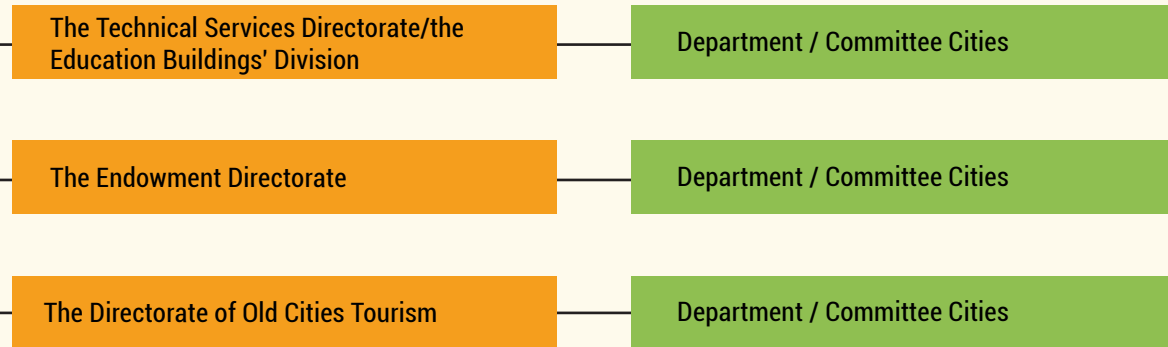 The Technical Services Directorate/the
Education Buildings' Division
Department / Committee Cities
The Endowment Directorate
Department / Committee Cities
The Directorate of Old Cities Tourism
Department / Committee Cities